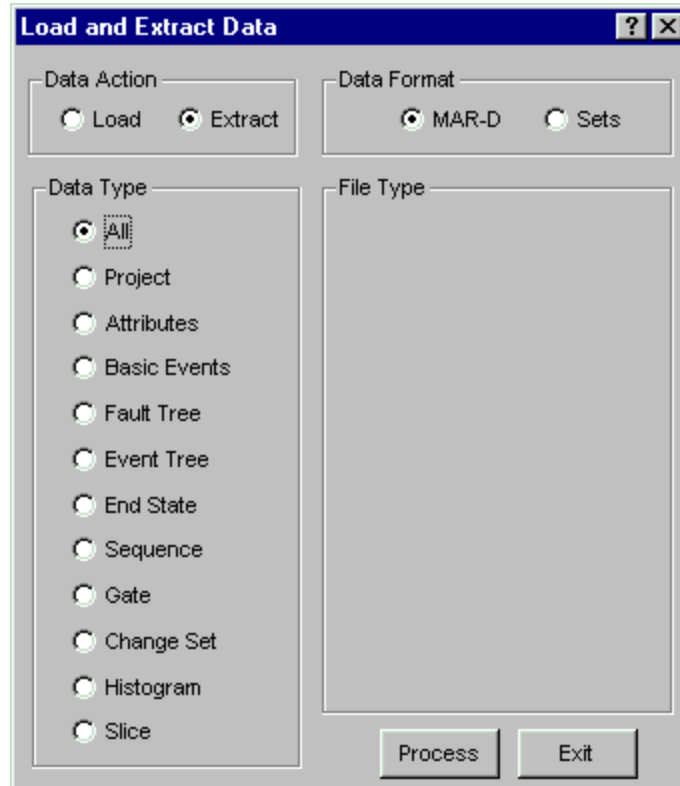 Load and Extract Data ? X
Data Action
Load Extract
Data Format
MAR-D Sets
Data Type
All
Project
Attributes
Basic Events
Fault Tree
Event Tree
End State
Sequence
Gate
Change Set
Histogram
Slice
File Type
Process Exit